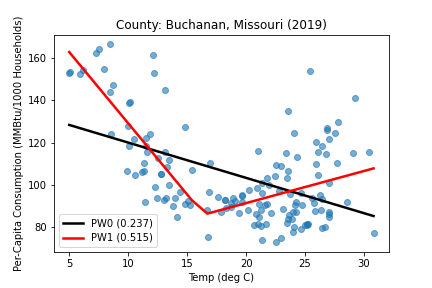 County: Buchanan, Missouri (2019)
Per-Capita Consumption (MMBtu/1000 Households)
160
140
120
100
80
PW0 (0.237)
PW1 (0.515)
5
10
15
20
25
30
Temp (deg C)